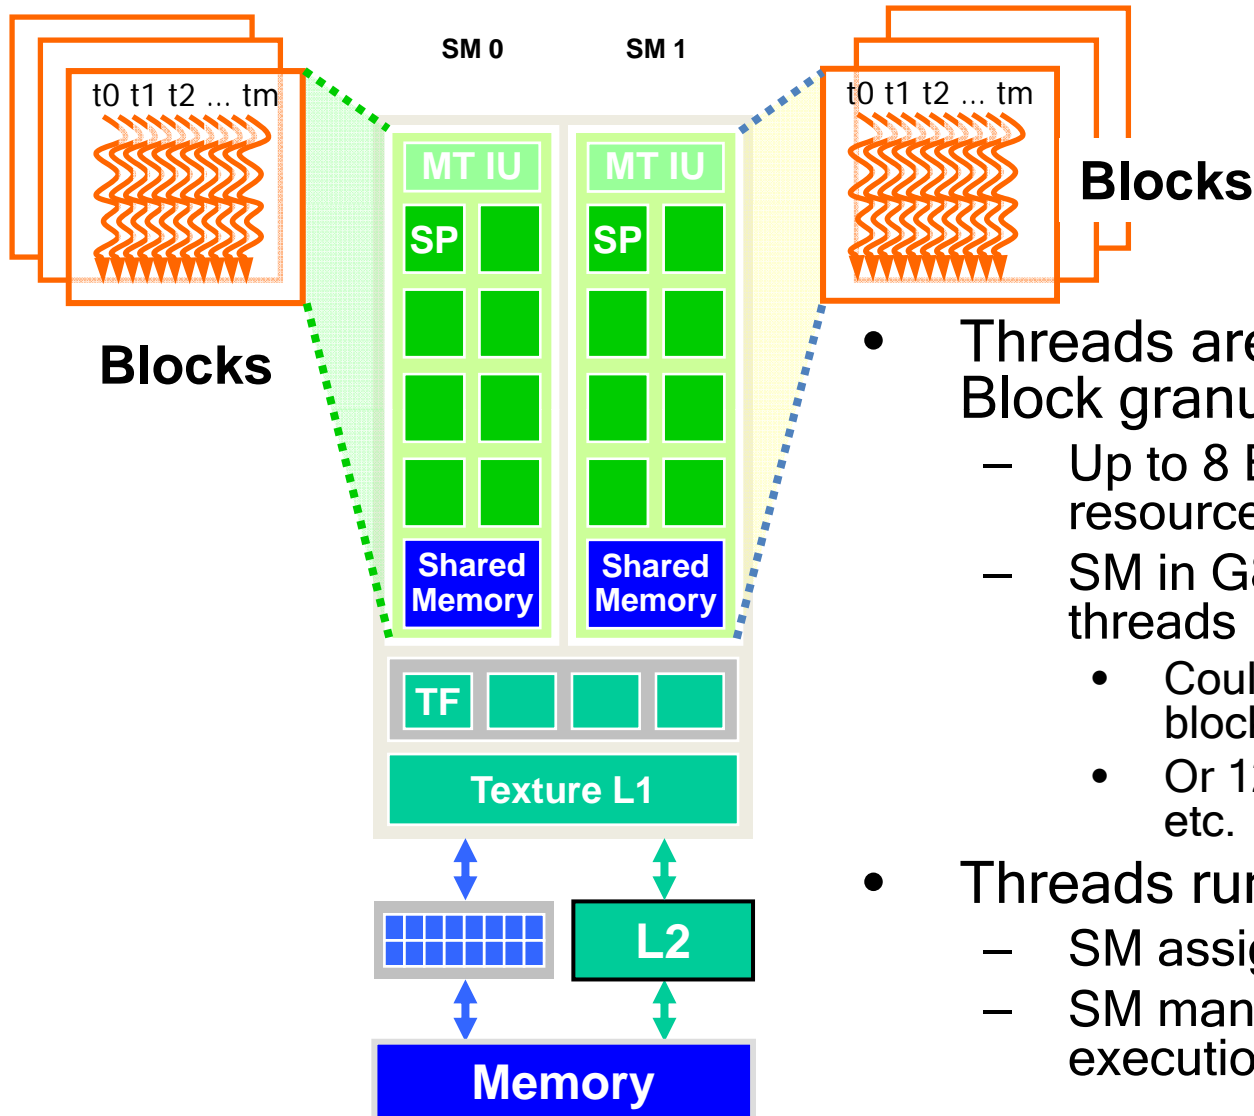 SM 0
SM 1
t0 t1 t2 ... tm
t0 t1 t2 ... tm
Blocks
Blocks
MT IU
MT IU
SP
SP
Shared
Memory
Shared
Memory
TF
Texture L1
L2
Memory
• Threads are
Block granu
– Up to 8
resource
– SM in G
threads
• Coul
block
• Or 12
etc.
• Threads run
– SM assig
– SM man
executio